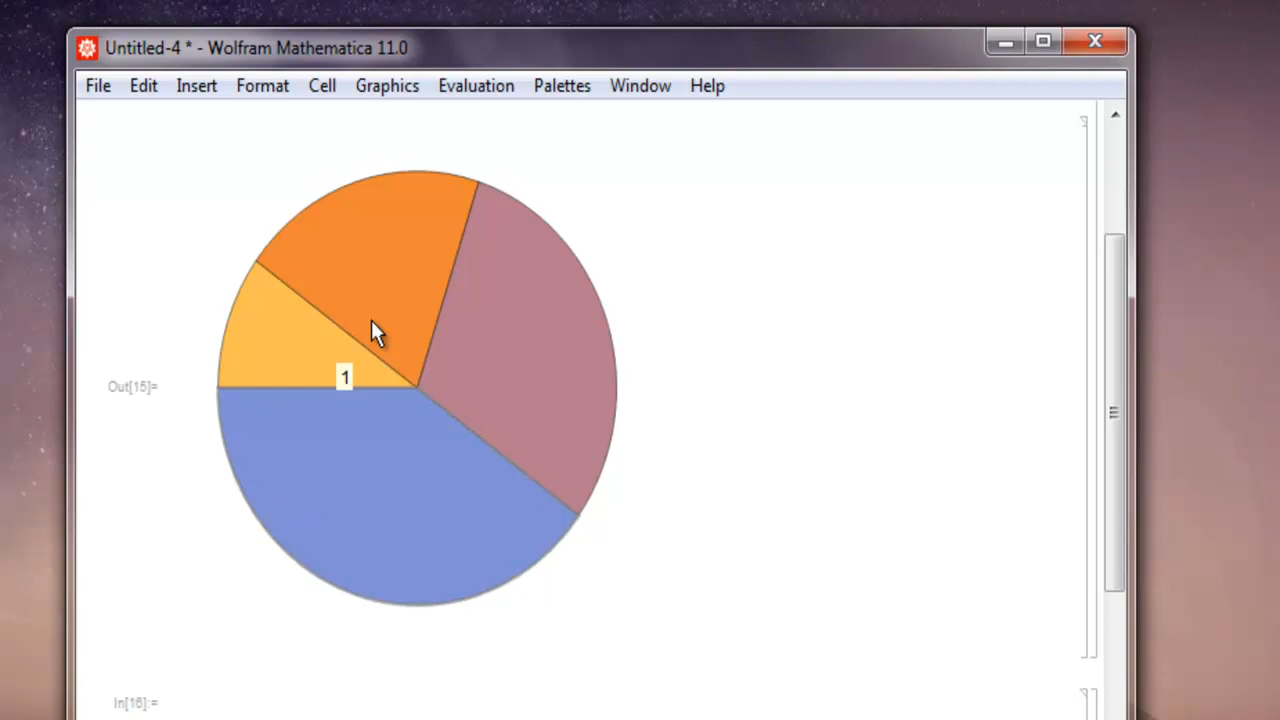 Untitled-4 * - Wolfram Mathematica 11.0
File Edit Insert Format Cell Graphics Evaluation Palettes Window Help
1
Out[15]=
In[16]:=